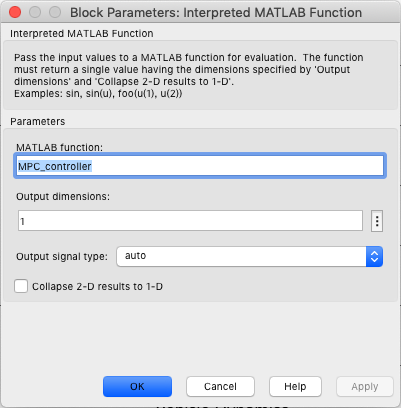 Block Parameters: Interpreted MATLAB Function
Interpreted MATLAB Function
Pass the input values to a MATLAB function for evaluation. The function
must return a single value having the dimensions specified by 'Output
dimensions' and 'Collapse 2-D results to 1-D'.
Examples: sin, sin(u), foo(u(1), u(2))
Parameters
MATLAB function:
MPC_controller
Output dimensions:
1
Output signal type: auto
Collapse 2-D results to 1-D
OK Cancel Help Apply